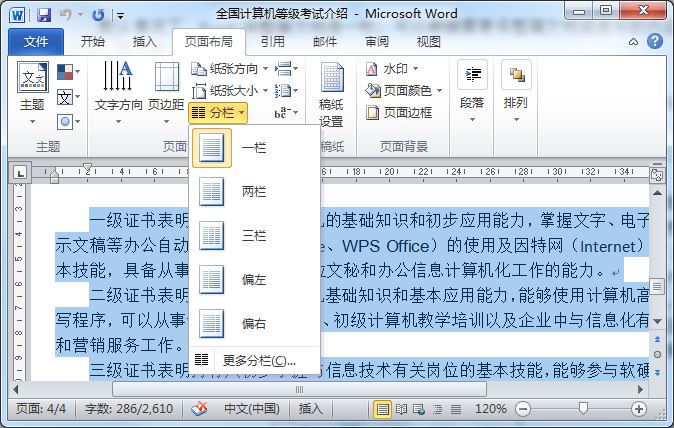 全国计算机等级考试介绍 - Microsoft Word
文件 开始 插入 页面布局 引用 邮件 审阅 视图
主题
文字方向
页边距
纸张方向
纸张大小
分栏
稿纸
设置
水印
页面颜色
页面边框
段落
排列
主题
稿纸
页面背景
一栏
两栏
三栏
偏左
偏右
更多分栏(C)...
一级证书表明 机的基础知识和初步应用能力，掌握文字、电子
示文稿等办公自动 、WPS Office）的使用及因特网（Internet）
本技能，具备从事 位文秘和办公信息计算机化工作的能力。
二级证书表明 机基础知识和基本应用能力，能够使用计算机高
写程序，可以从事 、初级计算机教学培训以及企业中与信息化有
和营销服务工作。
三级证书表明 与信息技术有关岗位的基本技能，能够参与软硬
页面: 4/4 字数: 286/2,610 中文(中国) 插入 120%